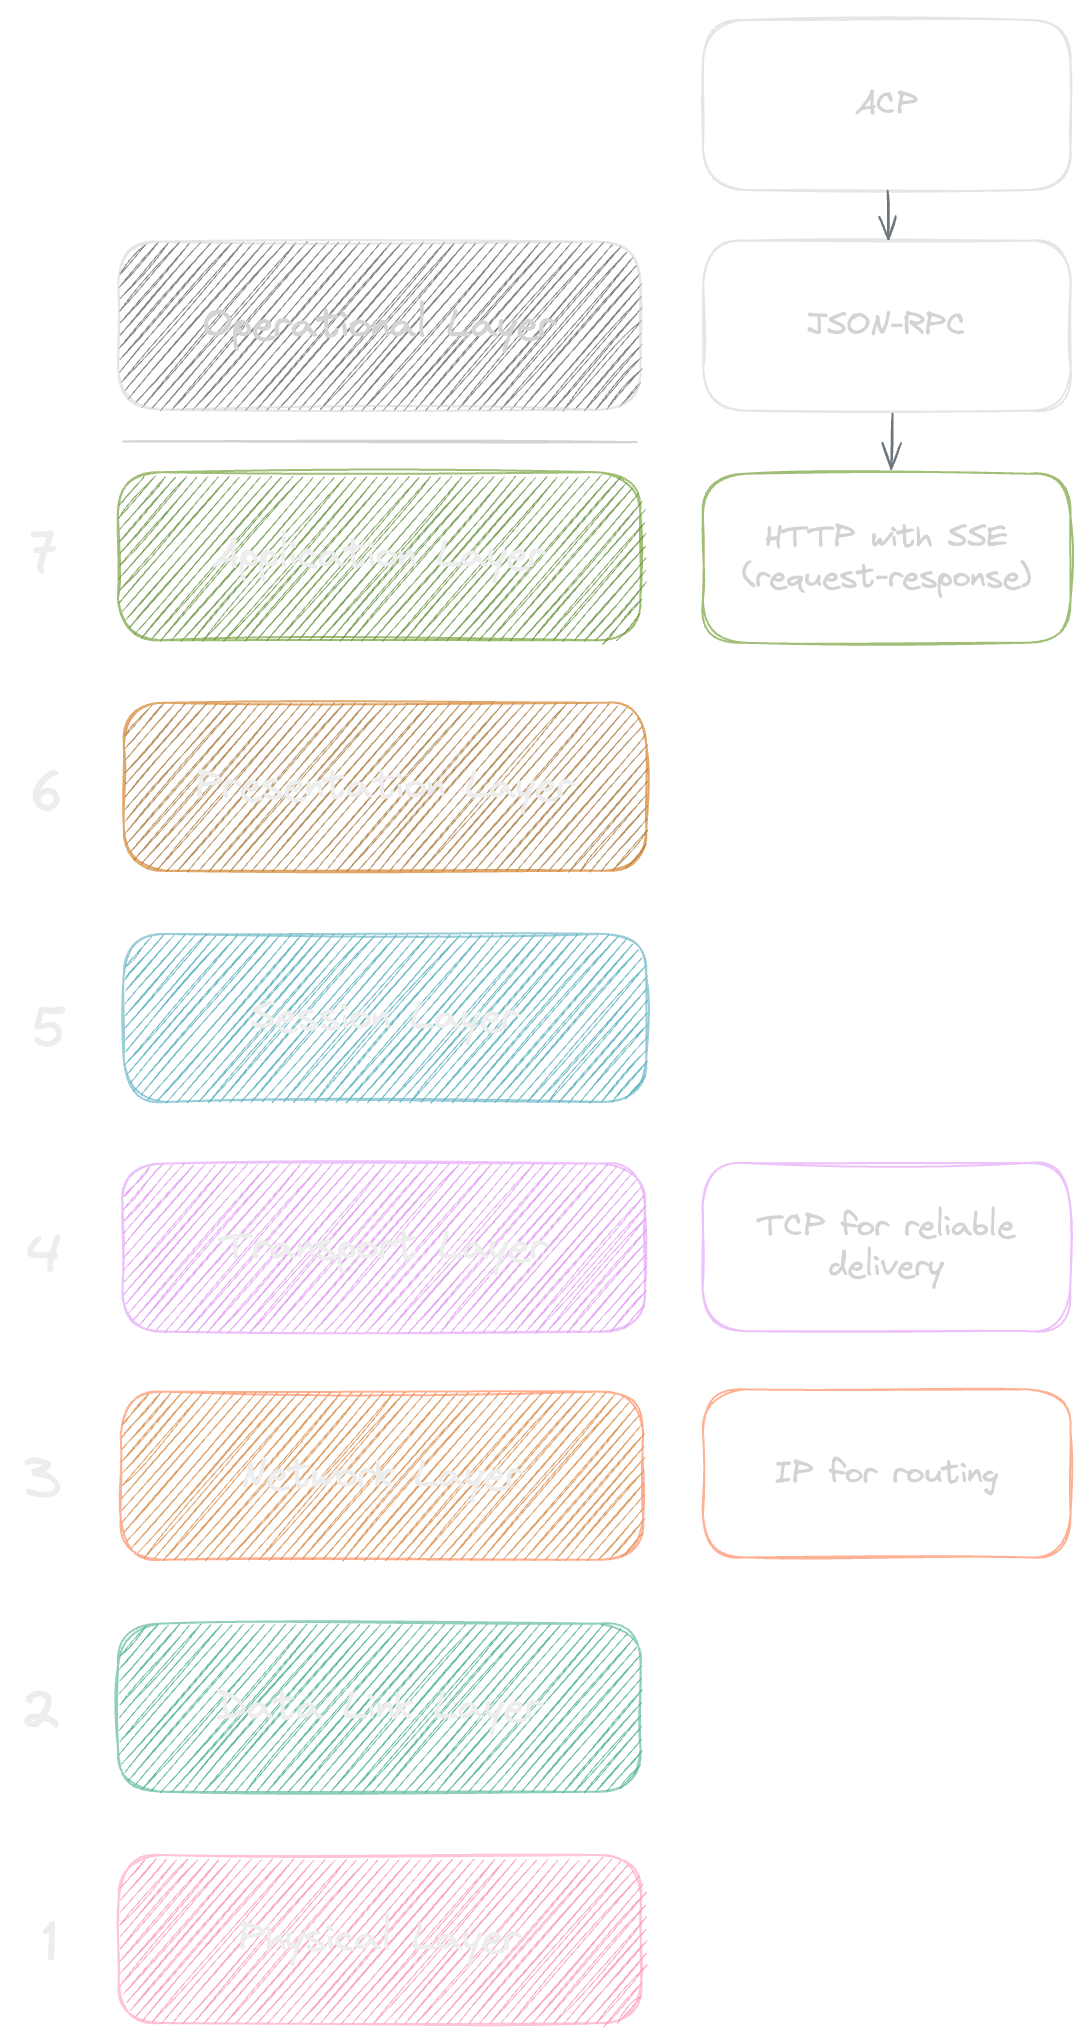 ACP
Operational Layer
JSON-RPC
7
Application Layer
HTTP with SSE
(request-response)
6
Presentation Layer
5
Session Layer
4
Transport Layer
TCP for reliable
delivery
3
Network Layer
IP for routing
2
Data Link Layer
1
Physical Layer